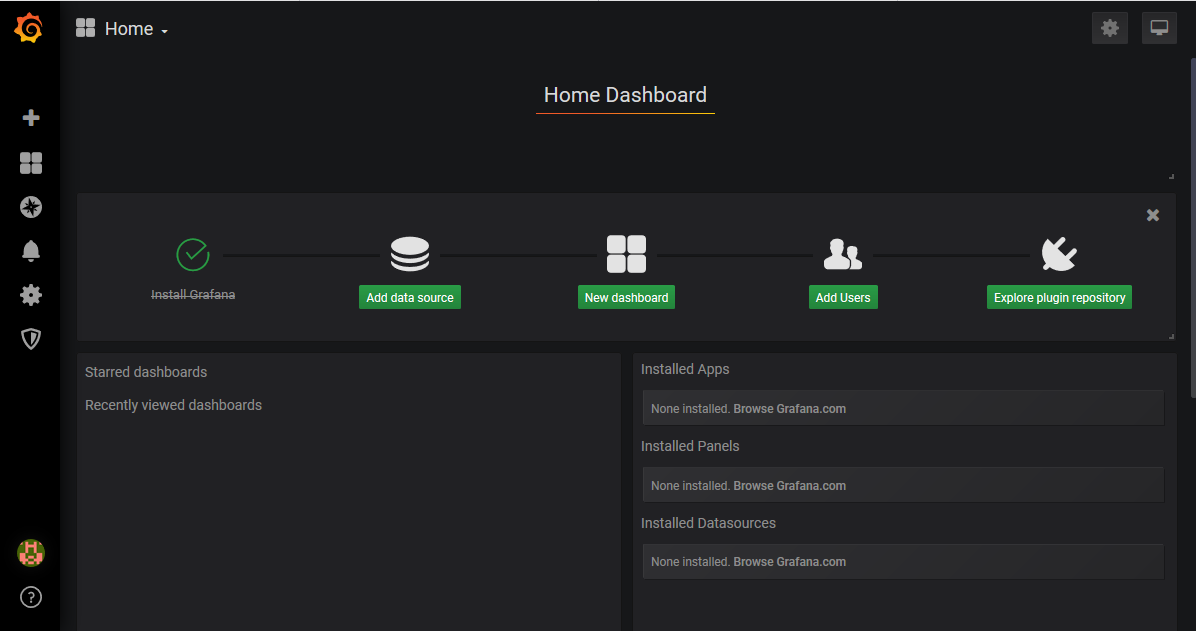 Home
Home Dashboard
Install Grafana
Add data source
New dashboard
Add Users
Explore plugin repository
Starred dashboards
Recently viewed dashboards
Installed Apps
None installed. Browse Grafana.com
Installed Panels
None installed. Browse Grafana.com
Installed Datasources
None installed. Browse Grafana.com